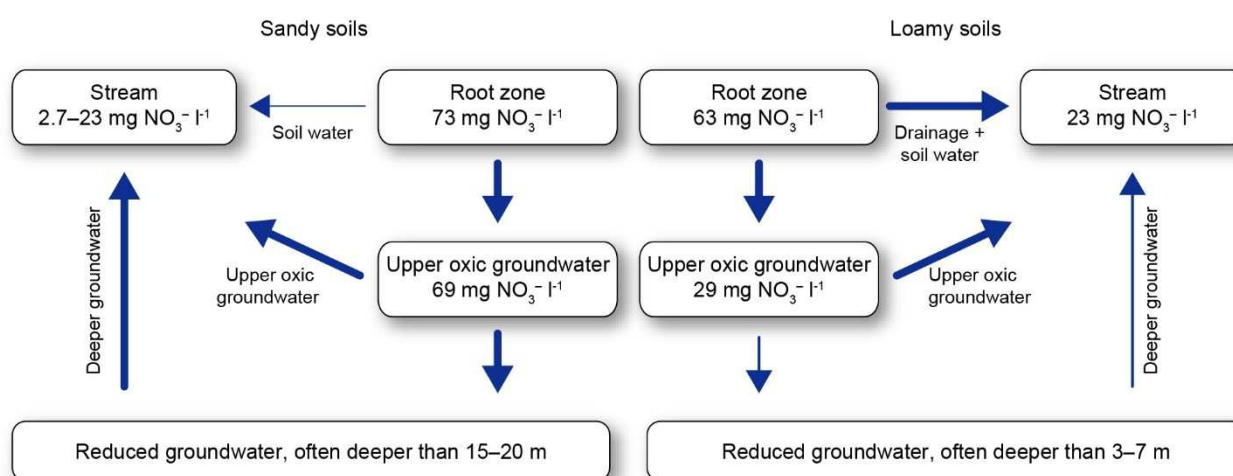 Sandy soils
Loamy soils
Stream
2.7–23 mg NO₃⁻ l⁻¹
Soil water
Root zone
73 mg NO₃⁻ l⁻¹
Root zone
63 mg NO₃⁻ l⁻¹
Drainage +
soil water
Stream
23 mg NO₃⁻ l⁻¹
Deeper groundwater
Upper oxic
groundwater
Upper oxic groundwater
69 mg NO₃⁻ l⁻¹
Upper oxic groundwater
29 mg NO₃⁻ l⁻¹
Upper oxic
groundwater
Deeper groundwater
Reduced groundwater, often deeper than 15–20 m
Reduced groundwater, often deeper than 3–7 m